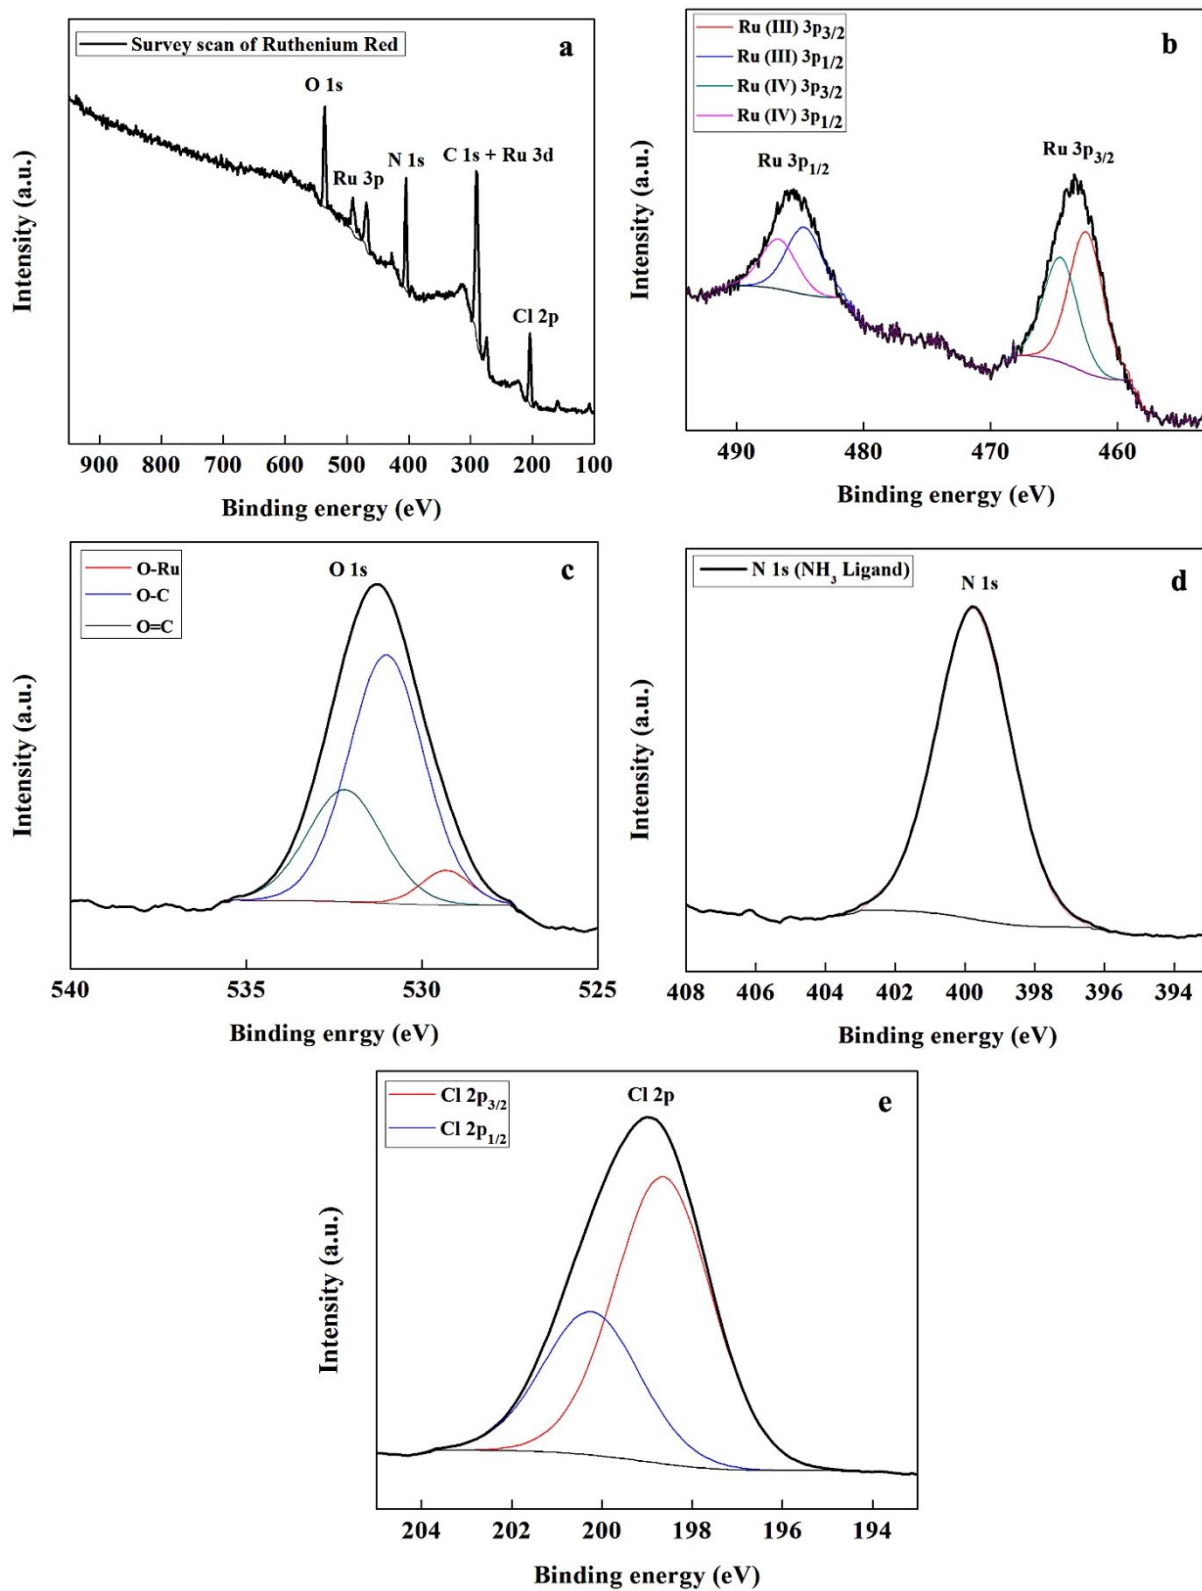 Survey scan of Ruthenium Red
a
O 1s
Ru 3p
N 1s
C 1s + Ru 3d
Cl 2p
Intensity (a.u.)
900 800 700 600 500 400 300 200 100
Binding energy (eV)
Ru (III) 3p3/2
Ru (III) 3p1/2
Ru (IV) 3p3/2
Ru (IV) 3p1/2
b
Ru 3p1/2
Ru 3p3/2
Intensity (a.u.)
490 480 470 460
Binding energy (eV)
O-Ru
O-C
O=C
O 1s
c
Intensity (a.u.)
540 535 530 525
Binding enrgy (eV)
N 1s (NH3 Ligand)
d
N 1s
Intensity (a.u.)
408 406 404 402 400 398 396 394
Binding energy (eV)
Cl 2p3/2
Cl 2p1/2
Cl 2p
e
Intensity (a.u.)
204 202 200 198 196 194
Binding energy (eV)